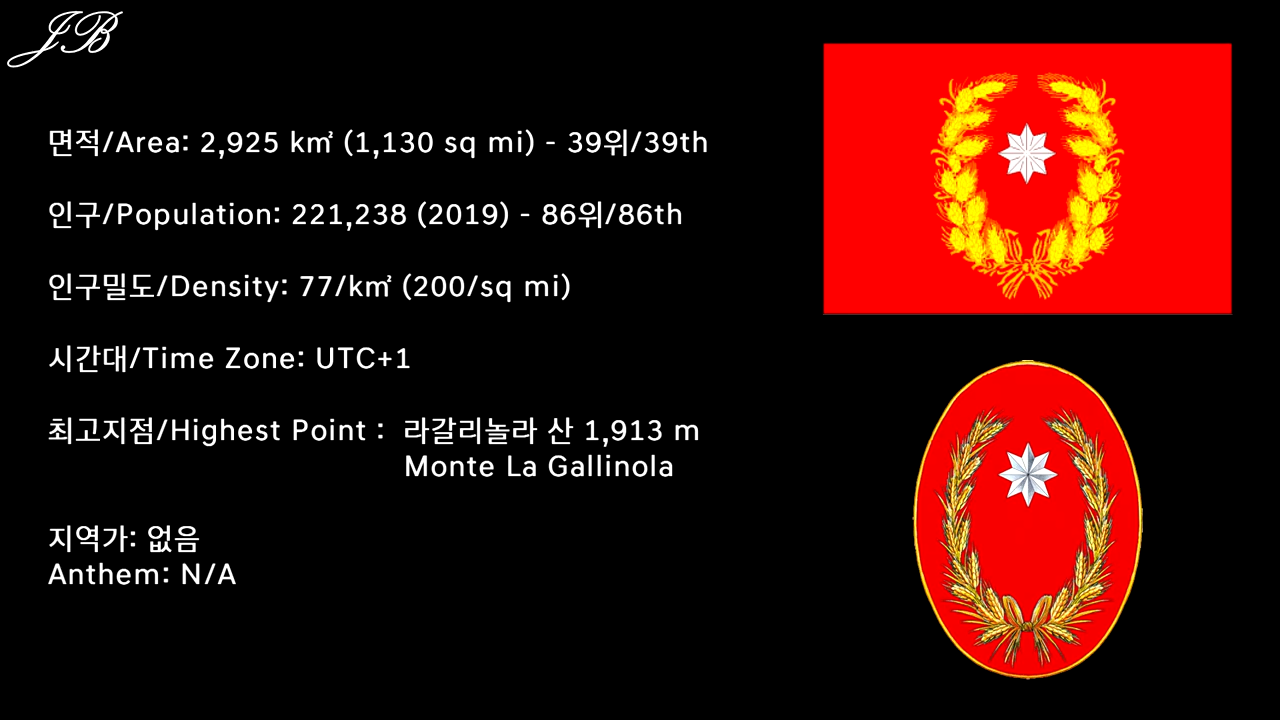 JB
면적/Area: 2,925 km² (1,130 sq mi) - 39위/39th
인구/Population: 221,238 (2019) - 86위/86th
인구밀도/Density: 77/km² (200/sq mi)
시간대/Time Zone: UTC+1
최고지점/Highest Point : 라갈리놀라 산 1,913 m
Monte La Gallinola
지역가: 없음
Anthem: N/A